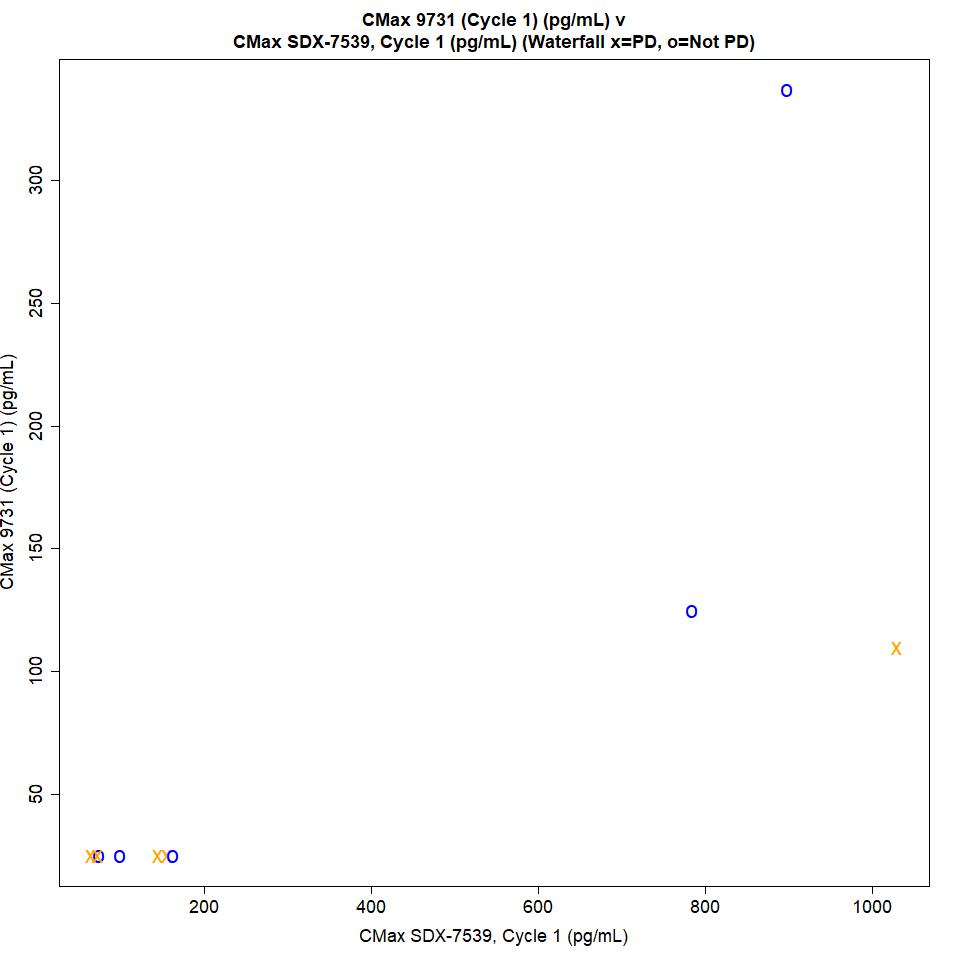 CMax 9731 (Cycle 1) (pg/mL) v
CMax SDX-7539, Cycle 1 (pg/mL) (Waterfall x=PD, o=Not PD)
CMax 9731 (Cycle 1) (pg/mL)
300
250
200
150
100
50
O
O
X
X
X
O
O
X
X
O
200 400 600 800 1000
CMax SDX-7539, Cycle 1 (pg/mL)